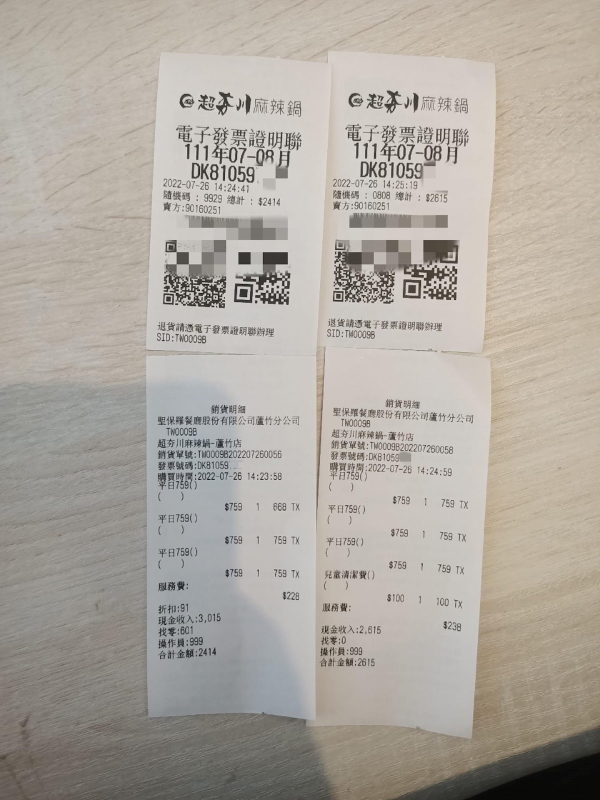 超夯川麻辣鍋
電子發票證明聯
111年07-08月
DK81059
2022-07-26 14:24:41
隨機碼 : 9929 總計 : $2414
賣方:90160251
退貨請憑電子發票證明聯辦理
SID:TW0009B
超夯川麻辣鍋
電子發票證明聯
111年07-08月
DK81059
2022-07-26 14:25:19
隨機碼 : 0808 總計 : $2615
賣方:90160251
退貨請憑電子發票證明聯辦理
SID:TW0009B
銷貨明細
聖保羅餐廳股份有限公司蘆竹分公司
TW0009B
超夯川麻辣鍋-蘆竹店
銷貨單號:TW0009B202207260056
發票號碼:DK81059
購買時間:2022-07-26 14:23:58
平日759()
( )
$759 1 668 TX
平日759()
( )
$759 1 759 TX
平日759()
( )
$759 1 759 TX
服務費:
$228
折扣:91
現金收入:3,015
找零:601
操作員:999
合計金額:2414
銷貨明細
聖保羅餐廳股份有限公司蘆竹分公司
TW0009B
超夯川麻辣鍋-蘆竹店
銷貨單號:TW0009B202207260058
發票號碼:DK81059
購買時間:2022-07-26 14:24:59
平日759()
( )
$759 1 759 TX
平日759()
( )
$759 1 759 TX
平日759()
( )
$759 1 759 TX
兒童清潔費()
( )
$100 1 100 TX
服務費:
$238
現金收入:2,615
找零:0
操作員:999
合計金額:2615